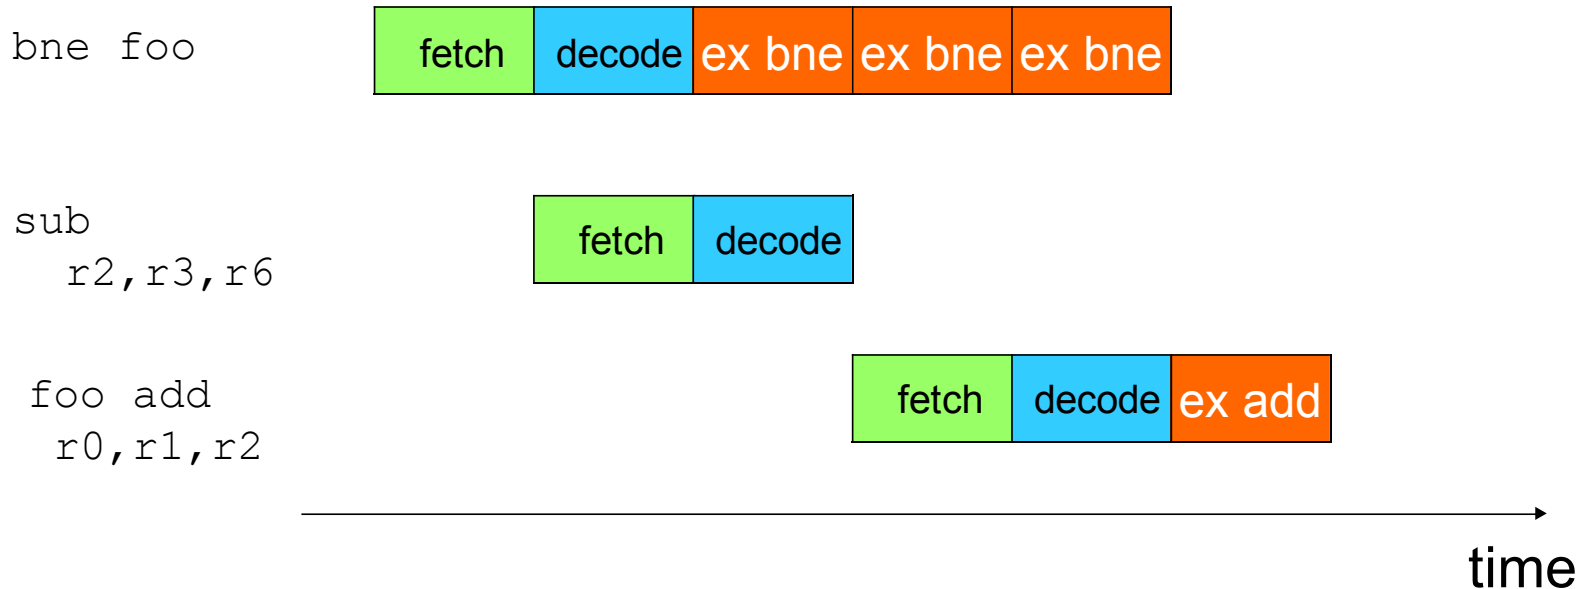 bne foo fetch decode ex bne ex bne ex bne
sub
r2,r3,r6
fetch decode
foo add
r0,r1,r2
fetch decode ex add
time